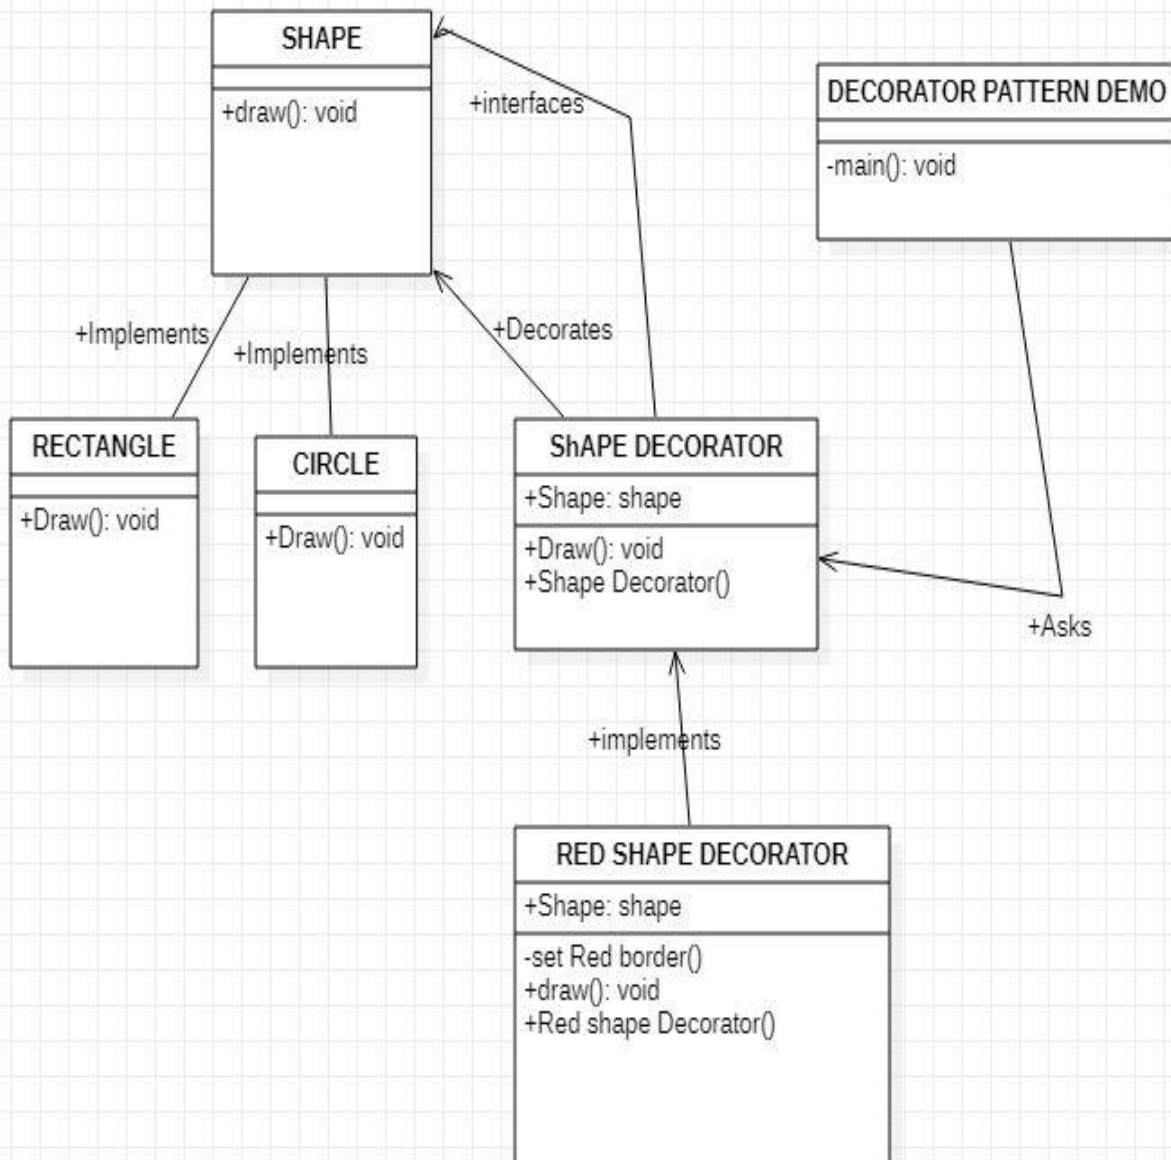 SHAPE
+draw(): void
+interfaces
DECORATOR PATTERN DEMO
-main(): void
+Implements
+Implements
+Decorates
RECTANGLE
+Draw(): void
CIRCLE
+Draw(): void
ShAPE DECORATOR
+Shape: shape
+Draw(): void
+Shape Decorator()
+Asks
+implements
RED SHAPE DECORATOR
+Shape: shape
-set Red border()
+draw(): void
+Red shape Decorator()